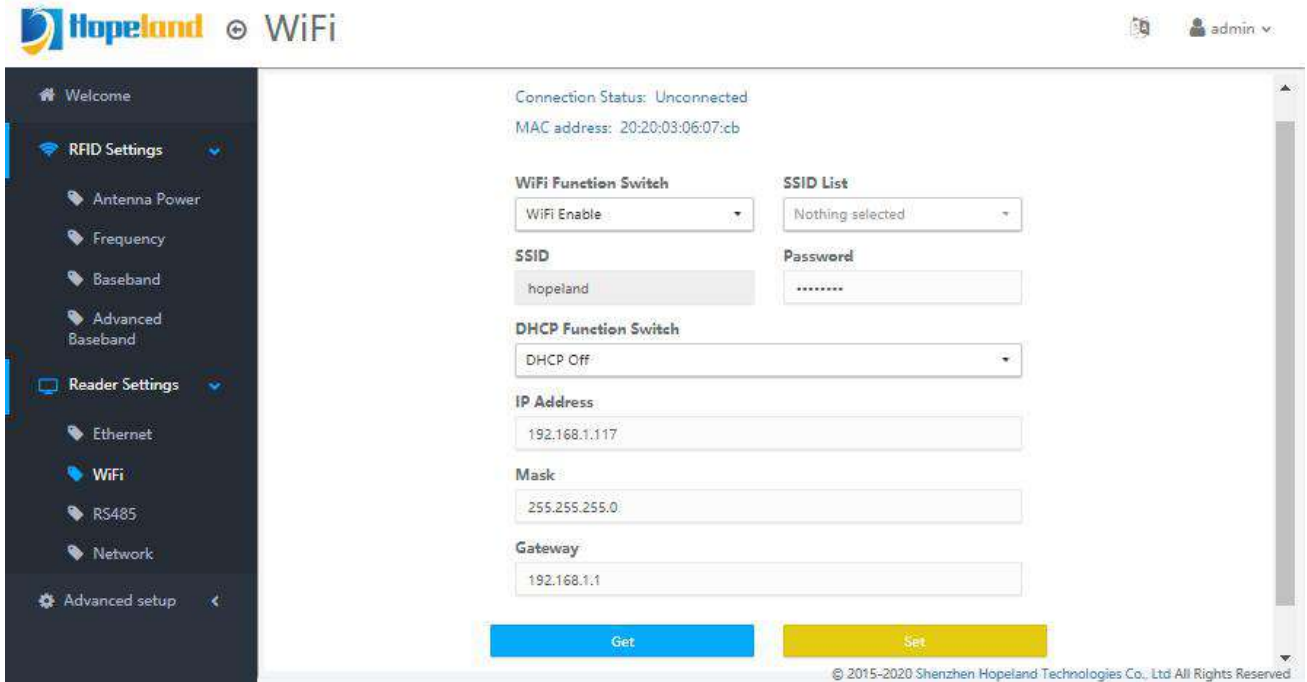 Hopeland
WiFi
admin
Welcome
RFID Settings
Antenna Power
Frequency
Baseband
Advanced
Baseband
Reader Settings
Ethernet
WiFi
RS485
Network
Advanced setup
Connection Status: Unconnected
MAC address: 20:20:03:06:07:cb
WiFi Function Switch
SSID List
WiFi Enable
Nothing selected
SSID
Password
hopeland
••••••••
DHCP Function Switch
DHCP Off
IP Address
192.168.1.117
Mask
255.255.255.0
Gateway
192.168.1.1
Get
Set
© 2015-2020 Shenzhen Hopeland Technologies Co., Ltd All Rights Reserved